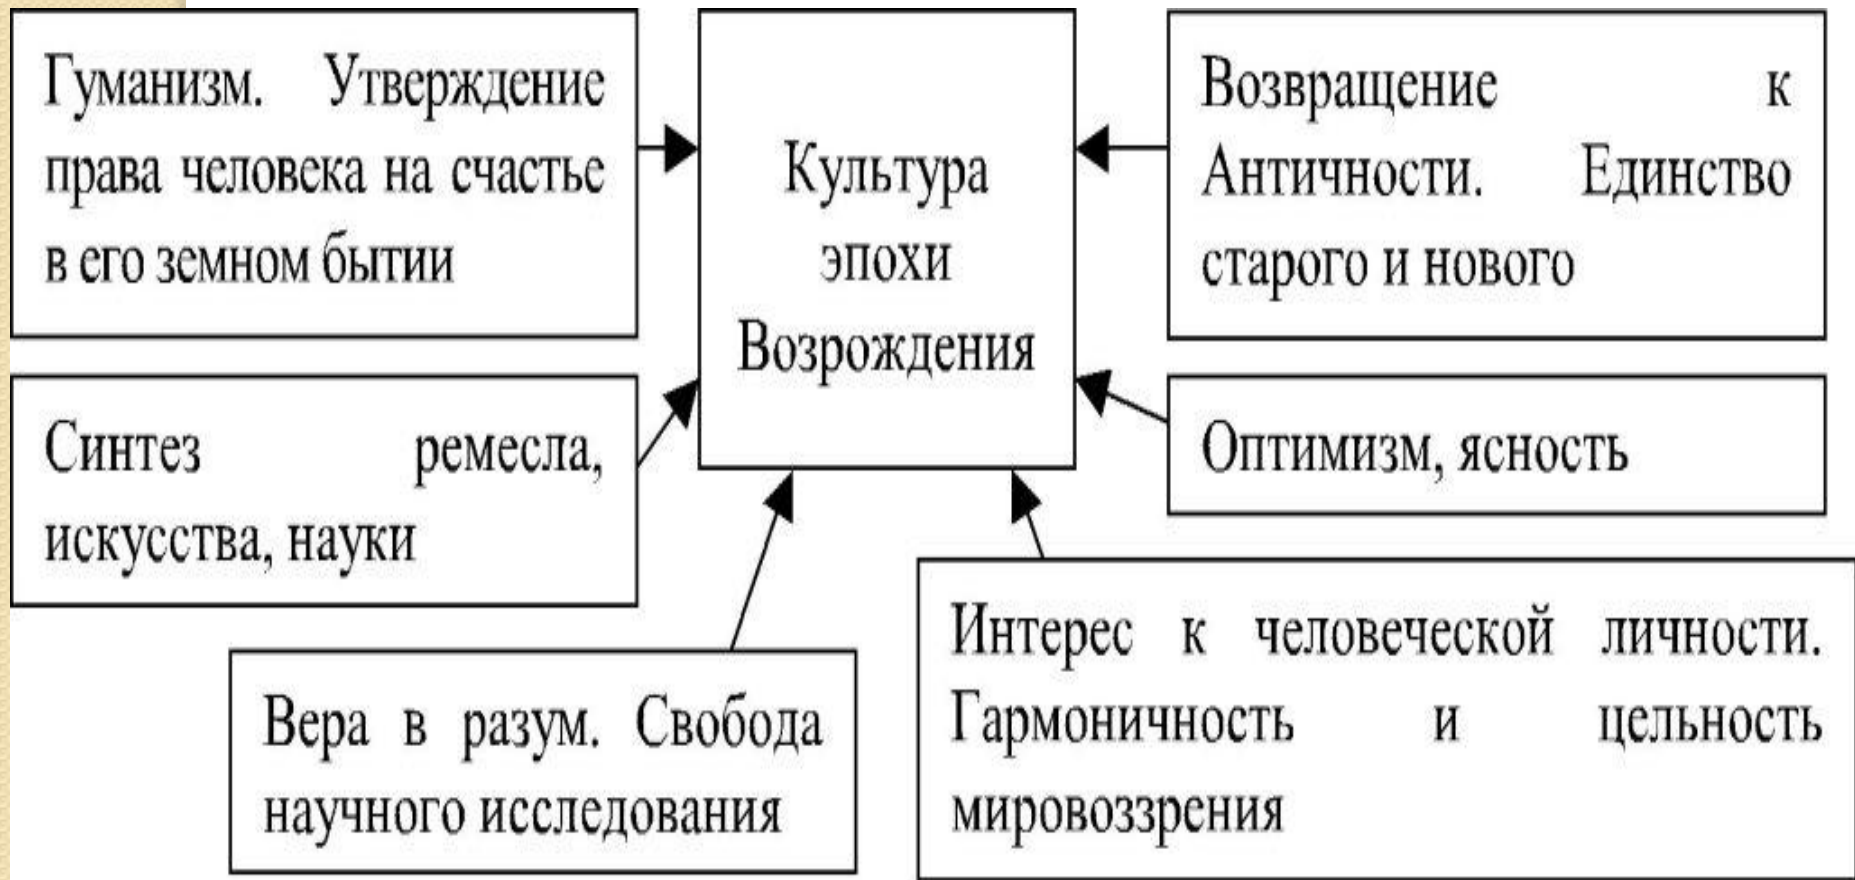 Гуманизм. Утверждение
права человека на счастье
в его земном бытии
Культура
эпохи
Возрождения
Возвращение к
Античности. Единство
старого и нового
Синтез ремесла,
искусства, науки
Оптимизм, ясность
Вера в разум. Свобода
научного исследования
Интерес к человеческой личности.
Гармоничность и цельность
мировоззрения